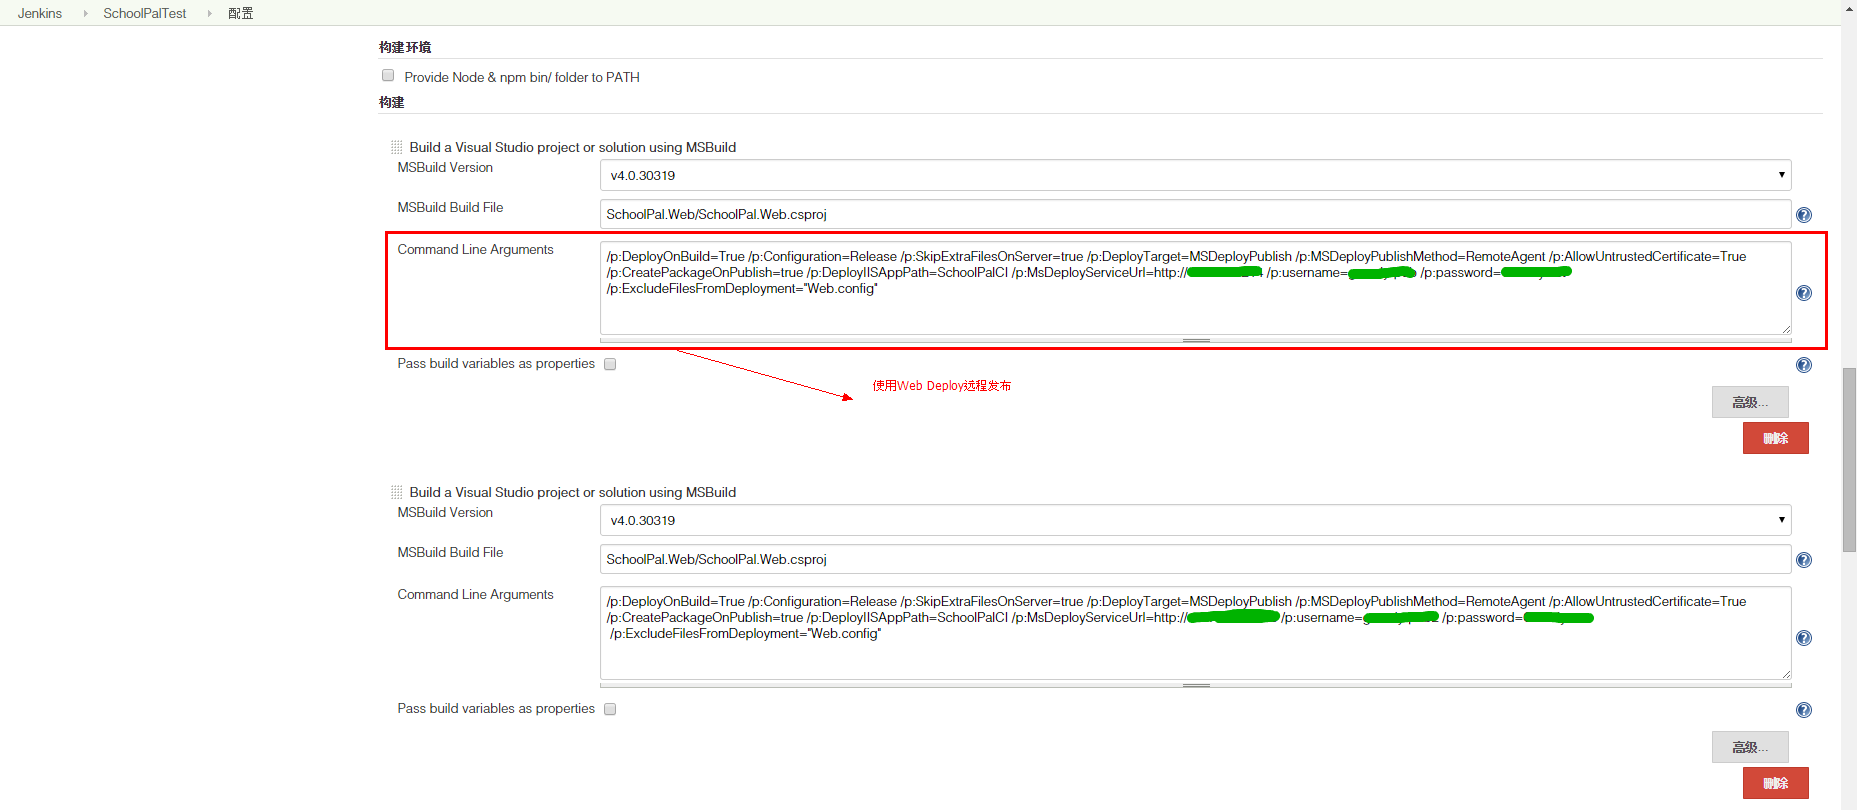 Jenkins SchoolPalTest 配置
构建环境
Provide Node & npm bin/ folder to PATH
构建
Build a Visual Studio project or solution using MSBuild
MSBuild Version
v4.0.30319
MSBuild Build File
SchoolPal.Web/SchoolPal.Web.csproj
Command Line Arguments
/p:DeployOnBuild=True /p:Configuration=Release /p:SkipExtraFilesOnServer=true /p:DeployTarget=MSDeployPublish /p:MSDeployPublishMethod=RemoteAgent /p:AllowUntrustedCertificate=True
/p:CreatePackageOnPublish=true /p:DeployIISAppPath=SchoolPalCI /p:MsDeployServiceUrl=http:// /p:username= /p:password=
/p:ExcludeFilesFromDeployment="Web.config"
Pass build variables as properties
使用Web Deploy远程发布
高级...
删除
Build a Visual Studio project or solution using MSBuild
MSBuild Version
v4.0.30319
MSBuild Build File
SchoolPal.Web/SchoolPal.Web.csproj
Command Line Arguments
/p:DeployOnBuild=True /p:Configuration=Release /p:SkipExtraFilesOnServer=true /p:DeployTarget=MSDeployPublish /p:MSDeployPublishMethod=RemoteAgent /p:AllowUntrustedCertificate=True
/p:CreatePackageOnPublish=true /p:DeployIISAppPath=SchoolPalCI /p:MsDeployServiceUrl=http:// /p:username= /p:password=
/p:ExcludeFilesFromDeployment="Web.config"
Pass build variables as properties
高级...
删除